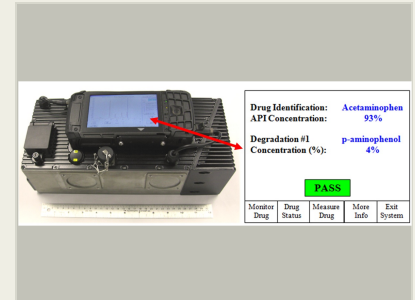 Drug Identification: Acetaminophen
API Concentration: 93%
Degradation #1 p-aminophenol
Concentration (%): 4%
PASS
Monitor Drug Measure More Exit
Drug Status Drug Info System